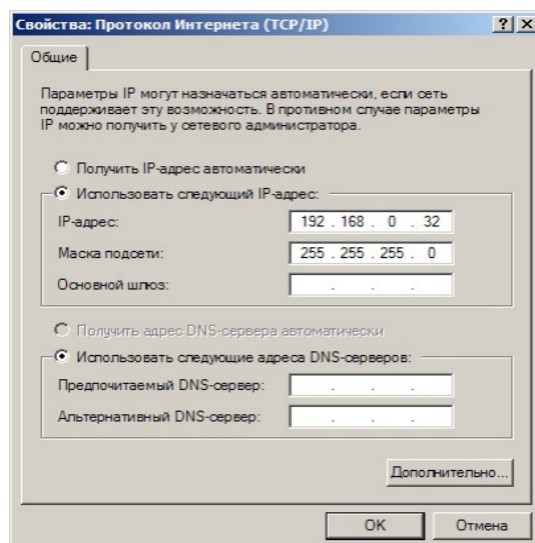 Свойства: Протокол Интернета (TCP/IP)
Общие
Параметры IP могут назначаться автоматически, если сеть
поддерживает эту возможность. В противном случае параметры
IP можно получить у сетевого администратора.
Получить IP-адрес автоматически
Использовать следующий IP-адрес:
IP-адрес: 192 . 168 . 0 . 32
Маска подсети: 255 . 255 . 255 . 0
Основной шлюз: . . .
Получить адрес DNS-сервера автоматически
Использовать следующие адреса DNS-серверов:
Предпочитаемый DNS-сервер: . . .
Альтернативный DNS-сервер: . . .
Дополнительно...
OK Отмена